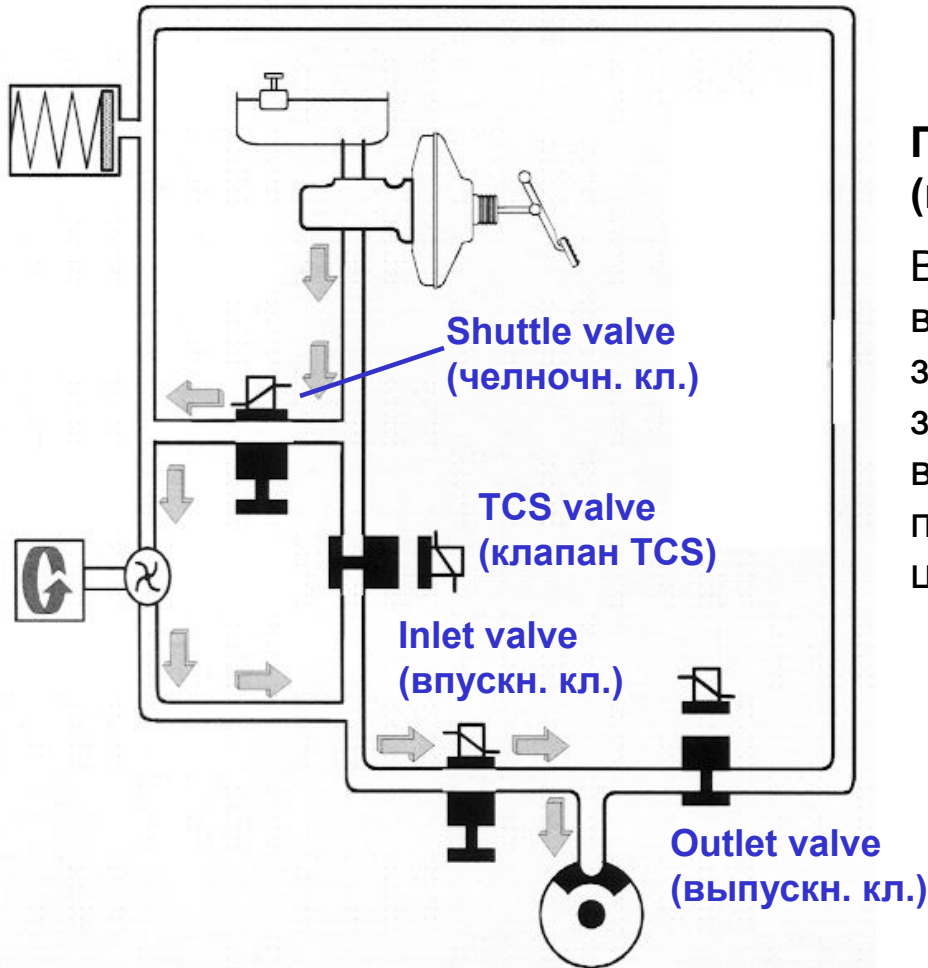 Shuttle valve
(челночн. кл.)
TCS valve
(клапан TCS)
Inlet valve
(впускн. кл.)
Outlet valve
(выпускн. кл.)